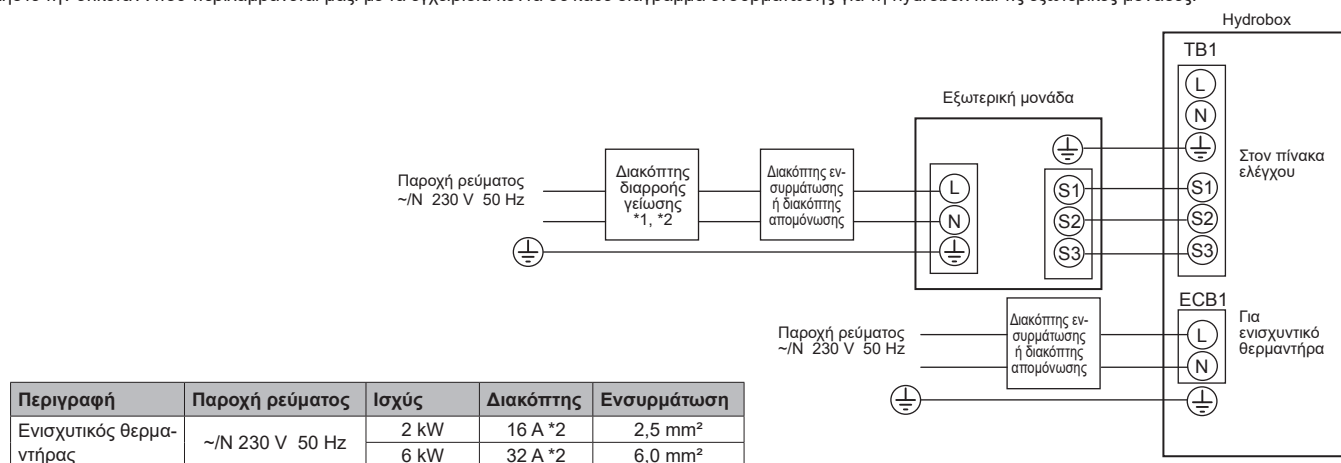 Hydrobox
TB1
L
N
Εξωτερική μονάδα
Στον πίνακα
ελέγχου
Παροχή ρεύματος
~/N 230 V 50 Hz
Διακόπτης
διαρροής
γείωσης
*1, *2
Διακόπτης εν-
συρμάτωσης
ή διακόπτης
απομόνωσης
L
N
S1
S2
S3
S1
S2
S3
ECB1
Για
ενισχυτικό
θερμαντήρα
Παροχή ρεύματος
~/N 230 V 50 Hz
Διακόπτης εν-
συρμάτωσης
ή διακόπτης
απομόνωσης
L
N
Περιγραφή Παροχή ρεύματος Ισχύς Διακόπτης Ενσυρμάτωση
Ενισχυτικός θερμα-
ντήρας
~/N 230 V 50 Hz
2 kW 16 A *2 2,5 mm²
6 kW 32 A *2 6,0 mm²